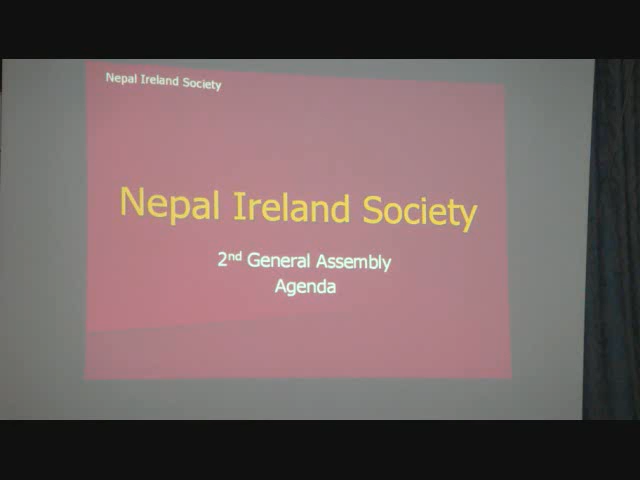 Nepal Ireland Society
Nepal Ireland Society
2nd General Assembly
Agenda